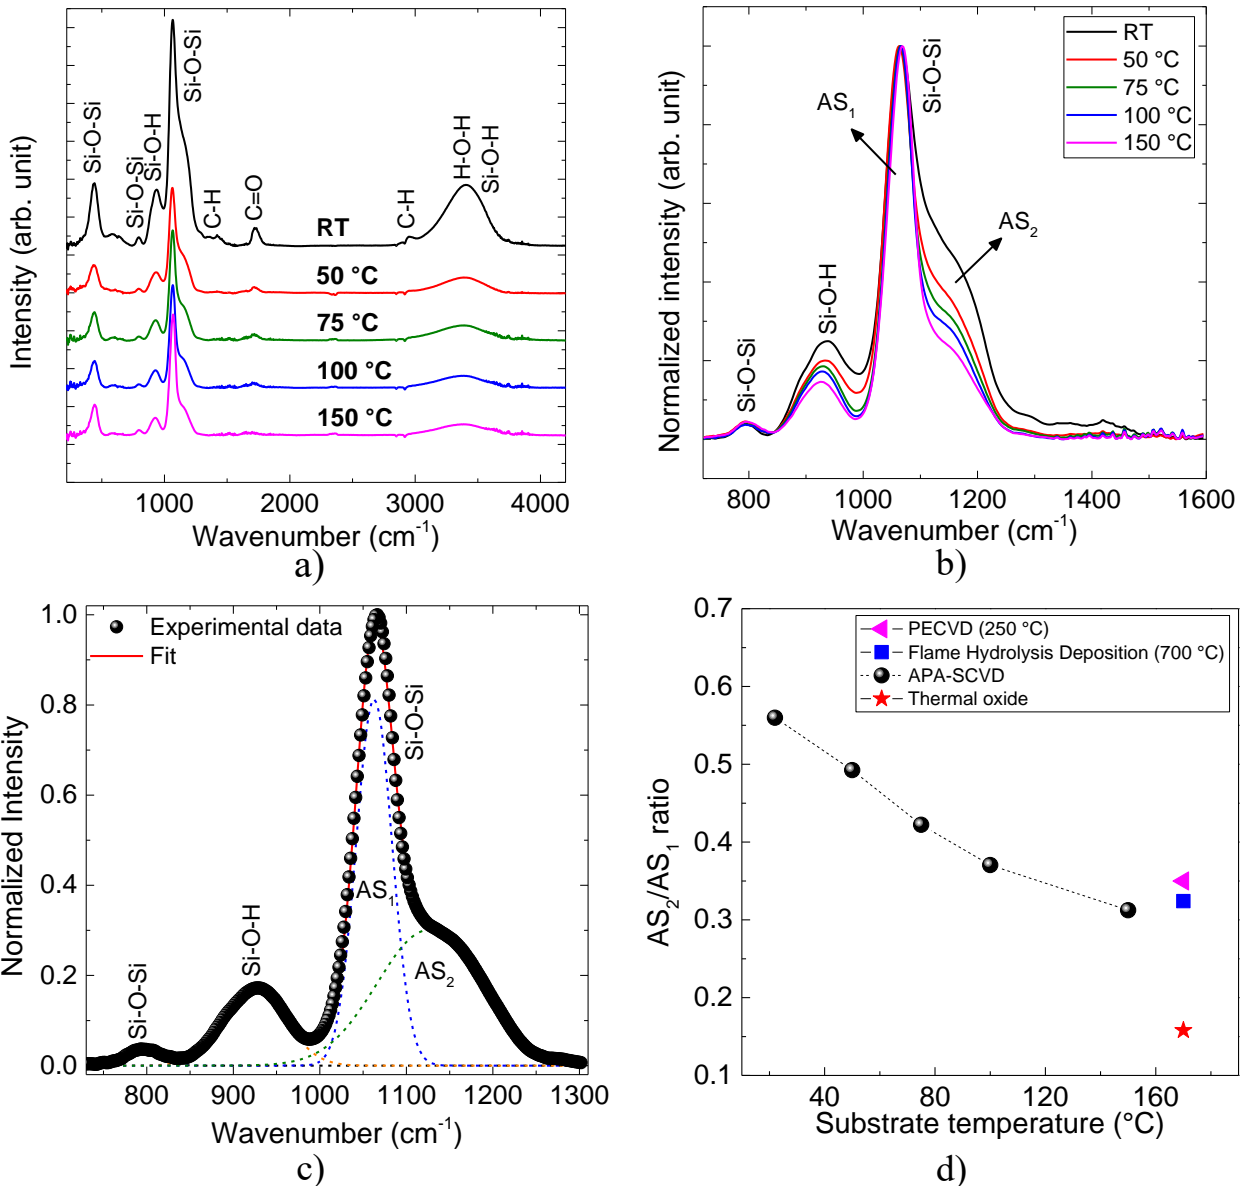 Intensity (arb. unit)
Si-O-Si
Si-O-Si
Si-O-H
Si-O-Si
C-H
C=O
C-H
H-O-H
Si-O-H
RT
50 °C
75 °C
100 °C
150 °C
1000 2000 3000 4000
Wavenumber (cm⁻¹)
a)
Normalized intensity (arb. unit)
Si-O-Si
Si-O-H
AS₁
Si-O-Si
AS₂
RT
50 °C
75 °C
100 °C
150 °C
800 1000 1200 1400 1600
Wavenumber (cm⁻¹)
b)
Normalized Intensity
1.0
0.8
0.6
0.4
0.2
0.0
Experimental data
Fit
Si-O-Si
Si-O-H
Si-O-Si
AS₁
AS₂
800 900 1000 1100 1200 1300
Wavenumber (cm⁻¹)
c)
AS₂/AS₁ ratio
0.7
0.6
0.5
0.4
0.3
0.2
0.1
PECVD (250 °C)
Flame Hydrolysis Deposition (700 °C)
APA-SCVD
Thermal oxide
40 80 120 160
Substrate temperature (°C)
d)